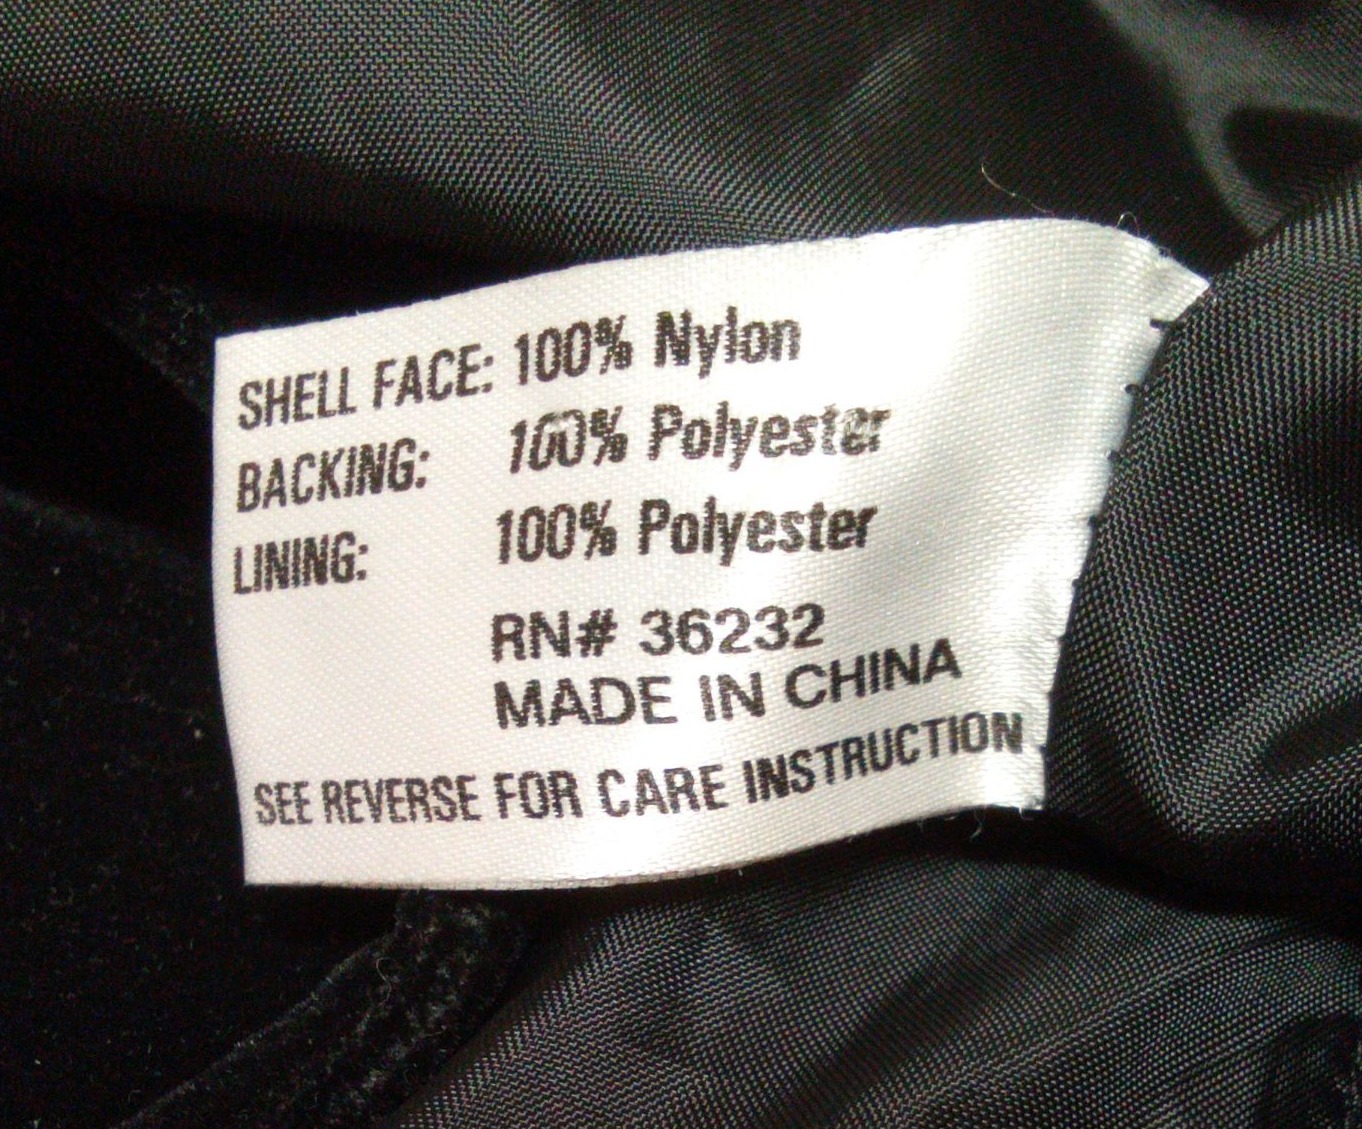 SHELL FACE: 100% Nylon
BACKING: 100% Polyester
LINING: 100% Polyester
RN# 36232
MADE IN CHINA
SEE REVERSE FOR CARE INSTRUCTION